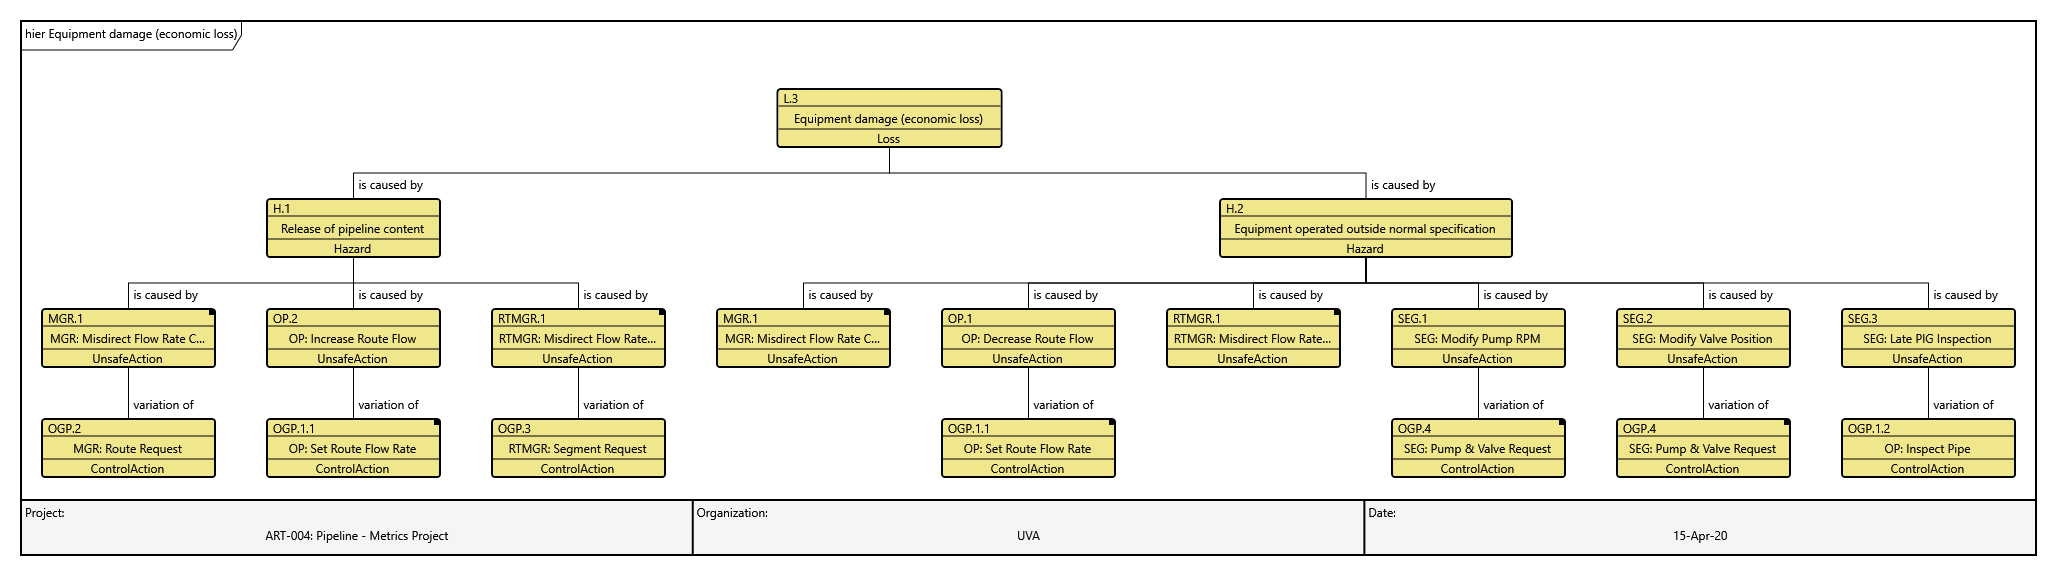 hier Equipment damage (economic loss)
L.3
Equipment damage (economic loss)
Loss
is caused by
is caused by
H.1
Release of pipeline content
Hazard
H.2
Equipment operated outside normal specification
Hazard
is caused by
is caused by
is caused by
is caused by
is caused by
is caused by
is caused by
is caused by
is caused by
MGR.1
MGR: Misdirect Flow Rate C...
UnsafeAction
OP.2
OP: Increase Route Flow
UnsafeAction
RTMGR.1
RTMGR: Misdirect Flow Rate...
UnsafeAction
MGR.1
MGR: Misdirect Flow Rate C...
UnsafeAction
OP.1
OP: Decrease Route Flow
UnsafeAction
RTMGR.1
RTMGR: Misdirect Flow Rate...
UnsafeAction
SEG.1
SEG: Modify Pump RPM
UnsafeAction
SEG.2
SEG: Modify Valve Position
UnsafeAction
SEG.3
SEG: Late PIG Inspection
UnsafeAction
variation of
variation of
variation of
variation of
variation of
variation of
variation of
OGP.2
MGR: Route Request
ControlAction
OGP.1.1
OP: Set Route Flow Rate
ControlAction
OGP.3
RTMGR: Segment Request
ControlAction
OGP.1.1
OP: Set Route Flow Rate
ControlAction
OGP.4
SEG: Pump & Valve Request
ControlAction
OGP.4
SEG: Pump & Valve Request
ControlAction
OGP.1.2
OP: Inspect Pipe
ControlAction
Project:
ART-004: Pipeline - Metrics Project
Organization:
UVA
Date:
15-Apr-20